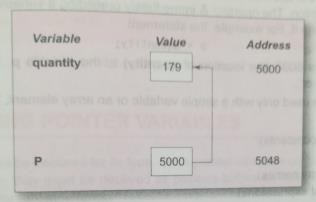 Variable Value Address
quantity 179 5000
P 5000 5048